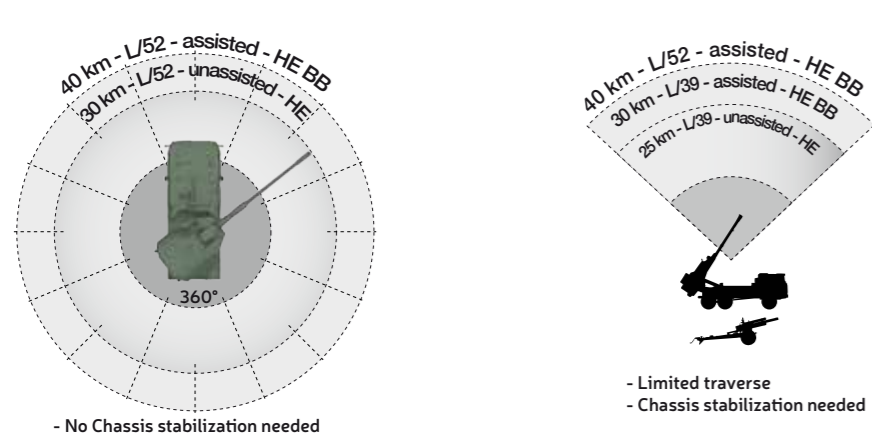 40 km - L/52 - assisted - HE BB
30 km - L/52 - unassisted - HE
360°
- No Chassis stabilization needed
40 km - L/52 - assisted - HE BB
30 km - L/39 - assisted - HE BB
25 km - L/39 - unassisted - HE
- Limited traverse
- Chassis stabilization needed